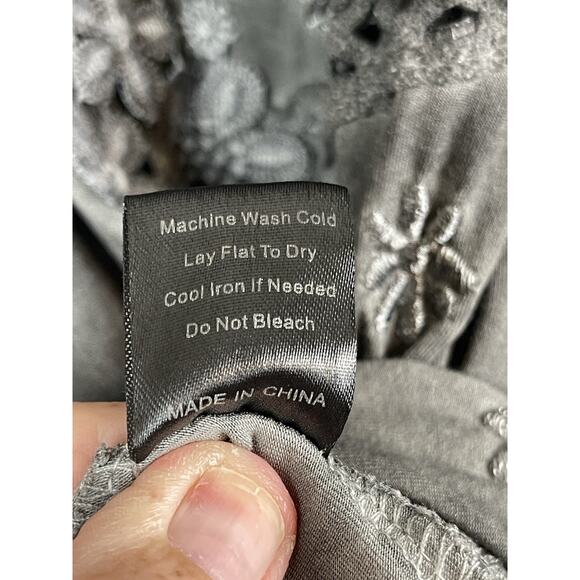 Machine Wash Cold
Lay Flat To Dry
Cool Iron If Needed
Do Not Bleach
MADE IN CHINA